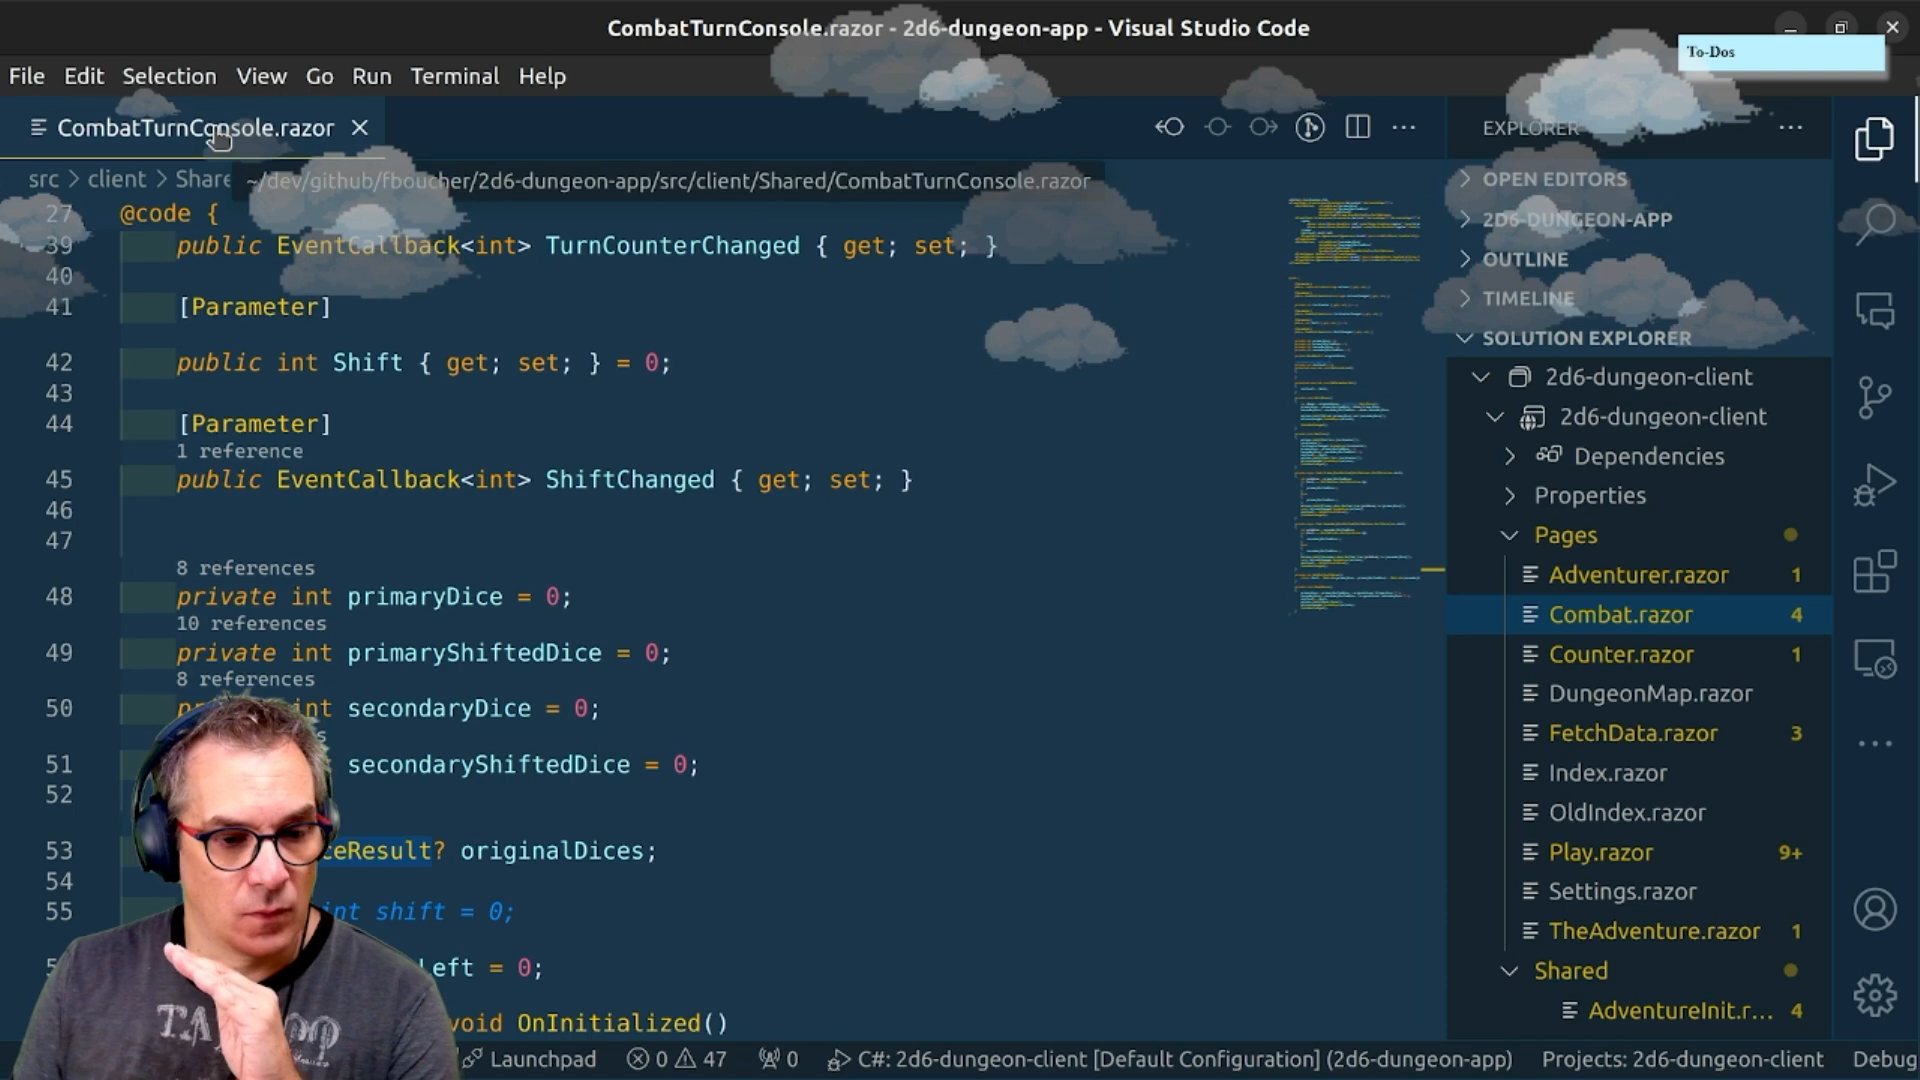 CombatTurnConsole.razor - 2d6-dungeon-app - Visual Studio Code
To-Dos
File Edit Selection View Go Run Terminal Help
CombatTurnConsole.razor
EXPLORER
src > client > Share
~/dev/github/fboucher/2d6-dungeon-app/src/client/Shared/CombatTurnConsole.razor
27 @code {
39 public EventCallback<int> TurnCounterChanged { get; set; }
40
41 [Parameter]
42 public int Shift { get; set; } = 0;
43
44 [Parameter]
1 reference
45 public EventCallback<int> ShiftChanged { get; set; }
46
47
8 references
48 private int primaryDice = 0;
10 references
49 private int primaryShiftedDice = 0;
8 references
50 int secondaryDice = 0;
51 secondaryShiftedDice = 0;
52
53 ceResult? originalDices;
54
55 int shift = 0;
Left = 0;
void OnInitialized()
OPEN EDITORS
2D6-DUNGEON-APP
OUTLINE
TIMELINE
SOLUTION EXPLORER
2d6-dungeon-client
2d6-dungeon-client
Dependencies
Properties
Pages
Adventurer.razor 1
Combat.razor 4
Counter.razor 1
DungeonMap.razor
FetchData.razor 3
Index.razor
OldIndex.razor
Play.razor 9+
Settings.razor
TheAdventure.razor 1
Shared
AdventureInit.r... 4
Launchpad 0 47 0 C#: 2d6-dungeon-client [Default Configuration] (2d6-dungeon-app) Projects: 2d6-dungeon-client Debug